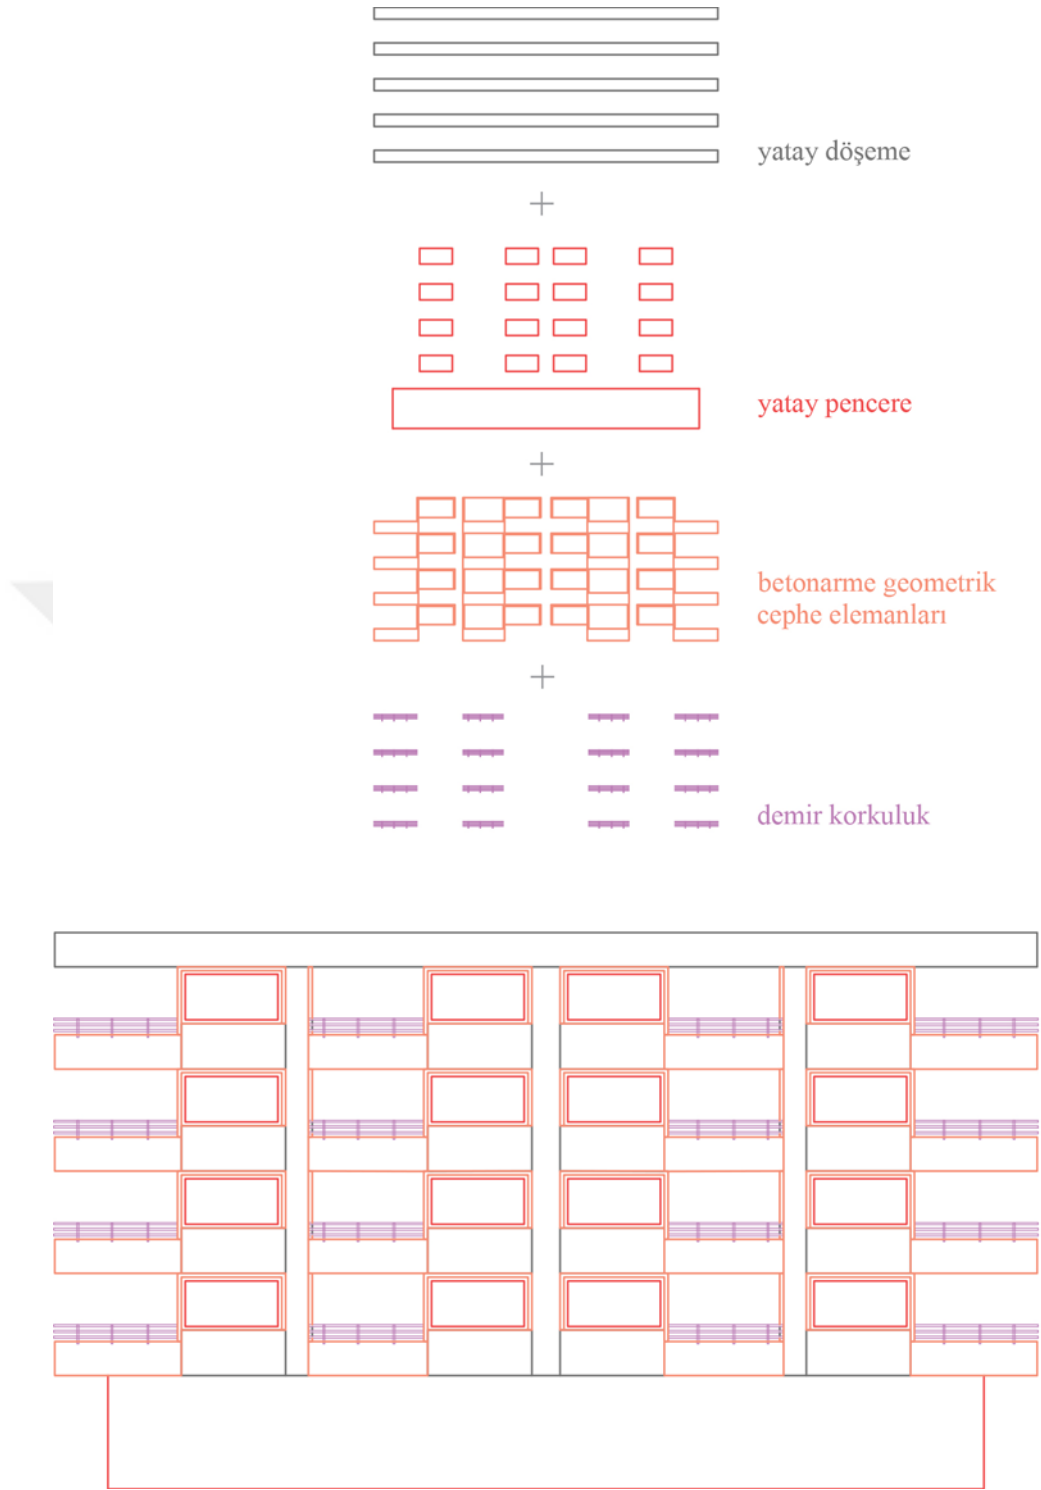 yatay döşeme
yatay pencere
betonarme geometrik
cephe elemanları
demir korkuluk